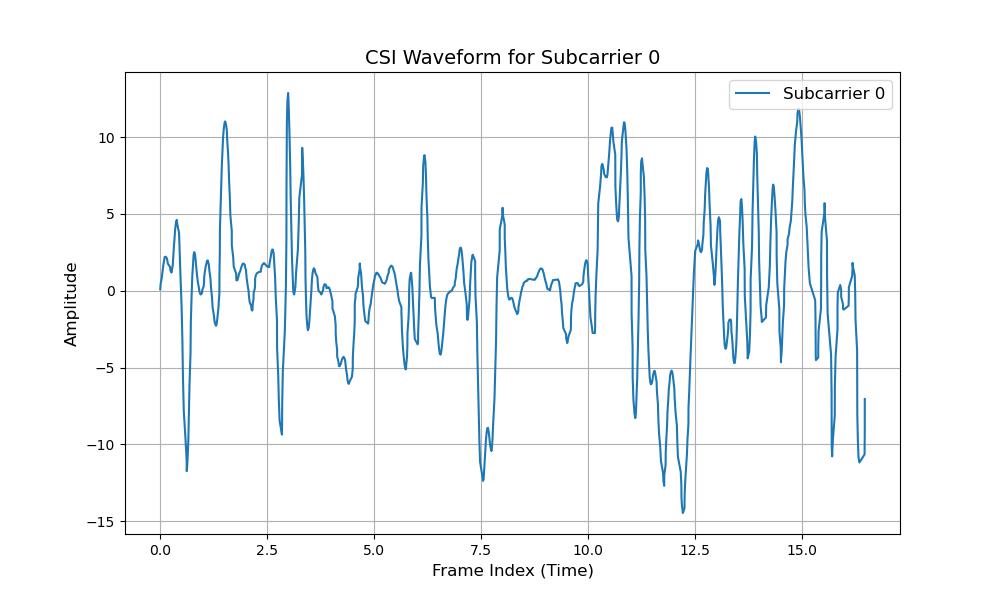 CSI Waveform for Subcarrier 0
Subcarrier 0
Amplitude
10
5
0
−5
−10
−15
0.0 2.5 5.0 7.5 10.0 12.5 15.0
Frame Index (Time)